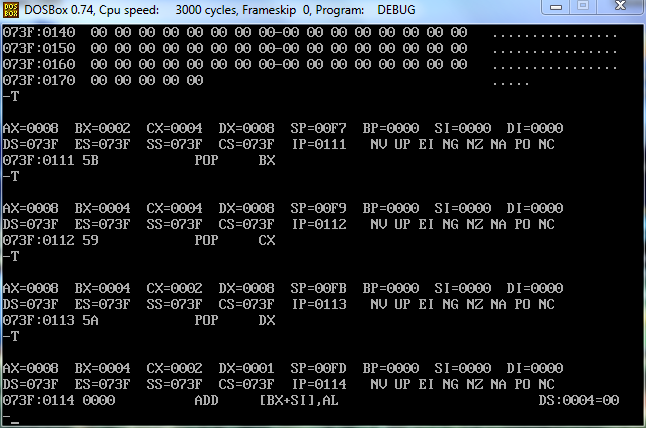 DOSBox 0.74, Cpu speed: 3000 cycles, Frameskip 0, Program: DEBUG
073F:0140 00 00 00 00 00 00 00 00-00 00 00 00 00 00 00 00 ................
073F:0150 00 00 00 00 00 00 00 00-00 00 00 00 00 00 00 00 ................
073F:0160 00 00 00 00 00 00 00 00-00 00 00 00 00 00 00 00 ................
073F:0170 00 00 00 00 00 .....
-T
AX=0008 BX=0002 CX=0004 DX=0008 SP=00F7 BP=0000 SI=0000 DI=0000
DS=073F ES=073F SS=073F CS=073F IP=0111 NV UP EI NG NZ NA PO NC
073F:0111 5B POP BX
-T
AX=0008 BX=0004 CX=0004 DX=0008 SP=00F9 BP=0000 SI=0000 DI=0000
DS=073F ES=073F SS=073F CS=073F IP=0112 NV UP EI NG NZ NA PO NC
073F:0112 59 POP CX
-T
AX=0008 BX=0004 CX=0002 DX=0008 SP=00FB BP=0000 SI=0000 DI=0000
DS=073F ES=073F SS=073F CS=073F IP=0113 NV UP EI NG NZ NA PO NC
073F:0113 5A POP DX
-T
AX=0008 BX=0004 CX=0002 DX=0001 SP=00FD BP=0000 SI=0000 DI=0000
DS=073F ES=073F SS=073F CS=073F IP=0114 NV UP EI NG NZ NA PO NC
073F:0114 0000 ADD [BX+SI],AL DS:0004=00
-_